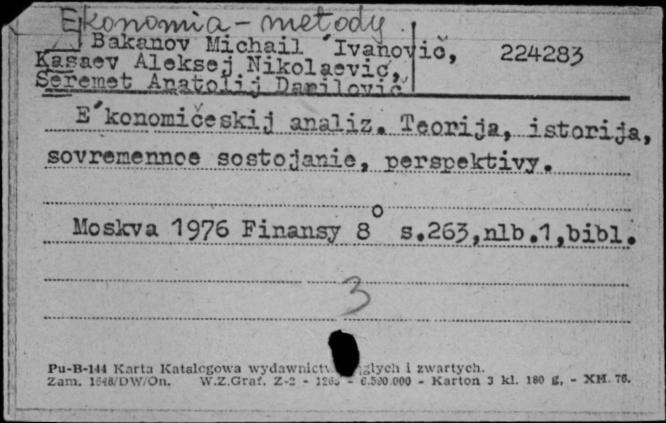 Ekonomia - metody
Bakanov Michail Ivanovič, 224283
Kasaev Aleksej Nikolaevič,
Šeremet Anatolij Danilovič
E'konomičeskij analiz. Teorija, istorija,
sovremennoe sostojanie, perspektivy.
Moskva 1976 Finansy 8° s.263,nlb.1,bibl.
3
Pu-B-144 Karta Katalogowa wydawnictw i zwartych.
Zam. 1648/DW/On. W.Z.Graf. Z-2 - - 6.500.000 - Karton 3 kl. 180 g, - XII. 76.